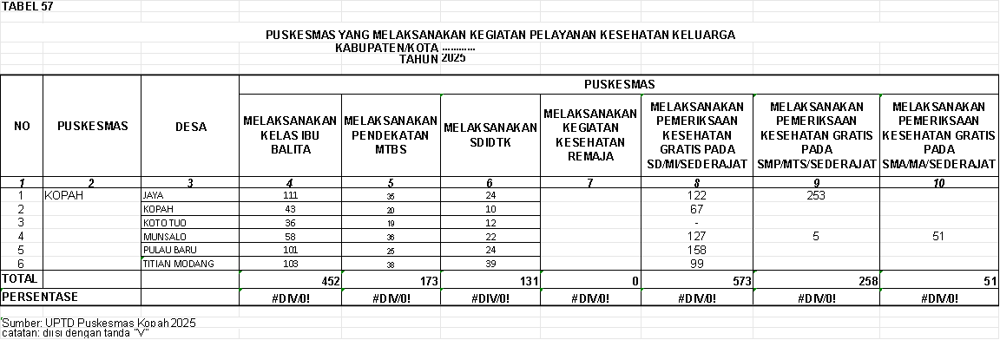 TABEL 57
PUSKESMAS YANG MELAKSANAKAN KEGIATAN PELAYANAN KESEHATAN KELUARGA
KABUPATEN/KOTA ............
TAHUN 2025
NO PUSKESMAS DESA PUSKESMAS
MELAKSANAKAN KELAS IBU BALITA
MELAKSANAKAN PENDEKATAN MTBS
MELAKSANAKAN SDIDTK
MELAKSANAKAN KEGIATAN KESEHATAN REMAJA
MELAKSANAKAN PEMERIKSAAN KESEHATAN GRATIS PADA SD/MI/SEDERAJAT
MELAKSANAKAN PEMERIKSAAN KESEHATAN GRATIS PADA SMP/MTS/SEDERAJAT
MELAKSANAKAN PEMERIKSAAN KESEHATAN GRATIS PADA SMA/MA/SEDERAJAT
1 2 3 4 5 6 7 8 9 10
1 KOPAH JAYA 111 35 24 122 253
2 KOPAH 43 20 10 67
3 KOTO TUO 36 19 12 -
4 MUNSALO 58 36 22 127 5 51
5 PULAU BARU 101 25 24 158
6 TITIAN MODANG 103 38 39 99
TOTAL 452 173 131 0 573 258 51
PERSENTASE #DIV/0! #DIV/0! #DIV/0! #DIV/0! #DIV/0! #DIV/0! #DIV/0!
Sumber: UPTD Puskesmas Kopah 2025
catatan: diisi dengan tanda "V"